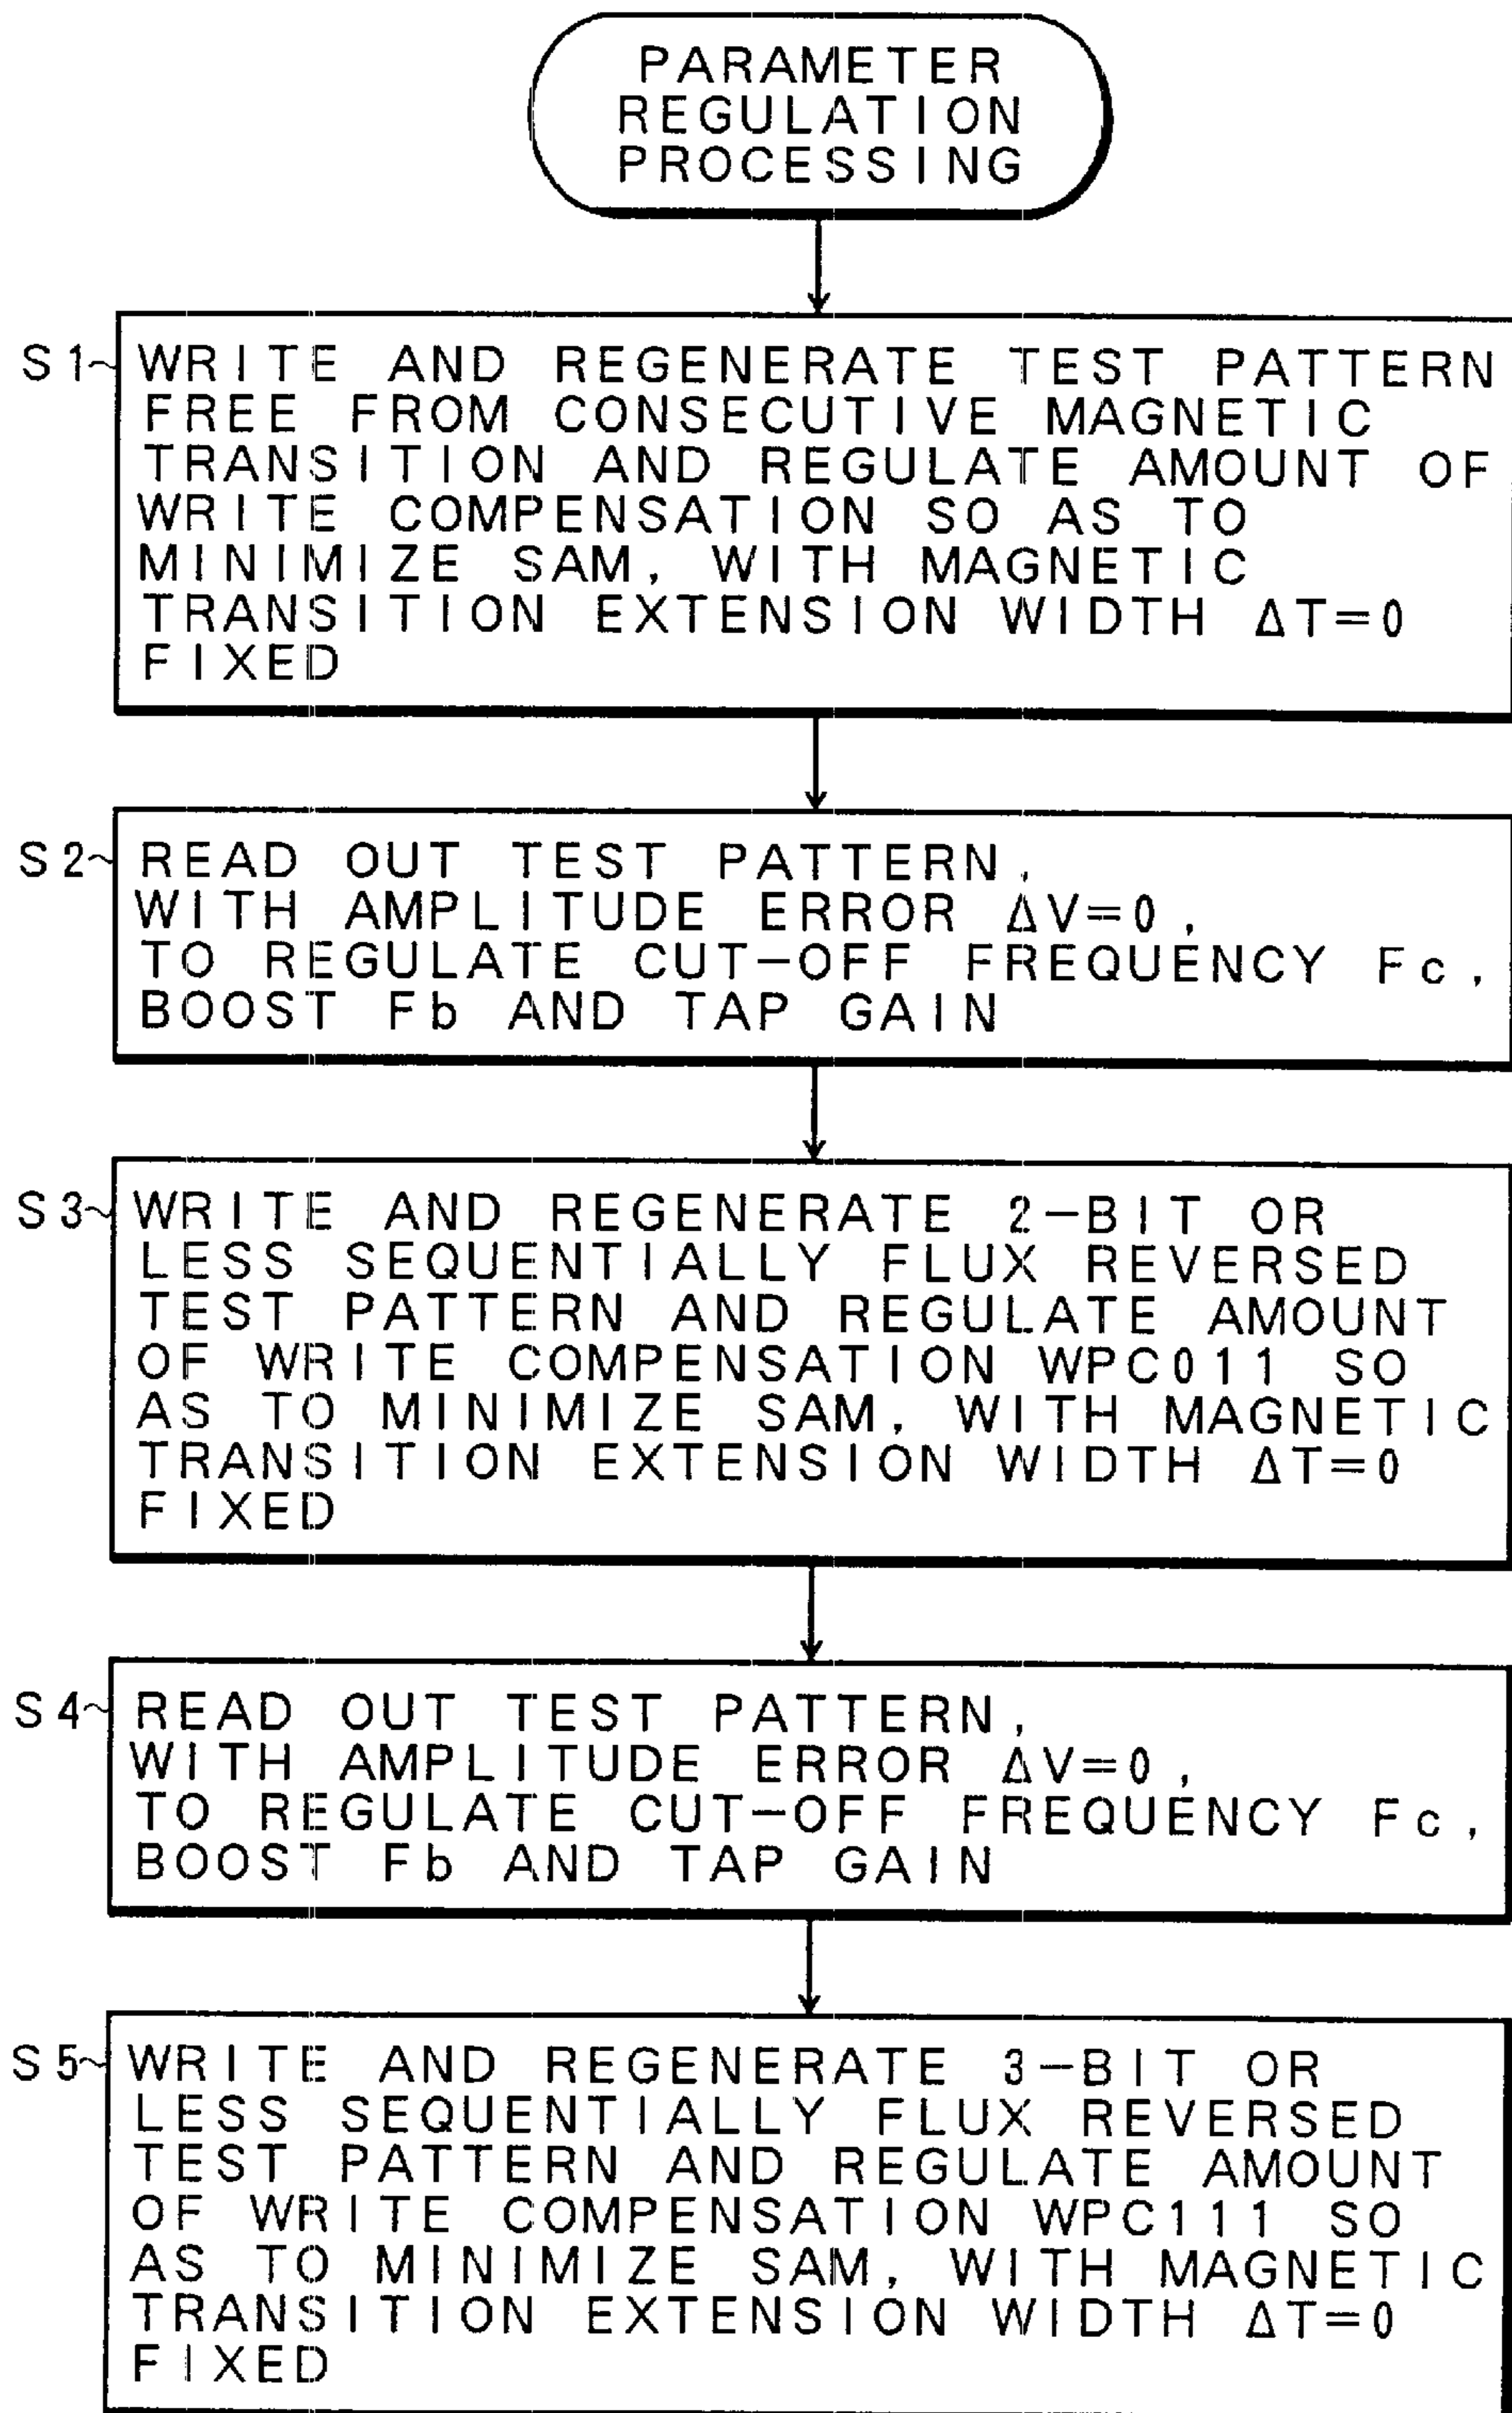 PARAMETER
REGULATION
PROCESSING
S1 WRITE AND REGENERATE TEST PATTERN
FREE FROM CONSECUTIVE MAGNETIC
TRANSITION AND REGULATE AMOUNT OF
WRITE COMPENSATION SO AS TO
MINIMIZE SAM, WITH MAGNETIC
TRANSITION EXTENSION WIDTH ΔT=0
FIXED
S2 READ OUT TEST PATTERN,
WITH AMPLITUDE ERROR ΔV=0,
TO REGULATE CUT-OFF FREQUENCY Fc,
BOOST Fb AND TAP GAIN
S3 WRITE AND REGENERATE 2-BIT OR
LESS SEQUENTIALLY FLUX REVERSED
TEST PATTERN AND REGULATE AMOUNT
OF WRITE COMPENSATION WPC011 SO
AS TO MINIMIZE SAM, WITH MAGNETIC
TRANSITION EXTENSION WIDTH ΔT=0
FIXED
S4 READ OUT TEST PATTERN,
WITH AMPLITUDE ERROR ΔV=0,
TO REGULATE CUT-OFF FREQUENCY Fc,
BOOST Fb AND TAP GAIN
S5 WRITE AND REGENERATE 3-BIT OR
LESS SEQUENTIALLY FLUX REVERSED
TEST PATTERN AND REGULATE AMOUNT
OF WRITE COMPENSATION WPC111 SO
AS TO MINIMIZE SAM, WITH MAGNETIC
TRANSITION EXTENSION WIDTH ΔT=0
FIXED